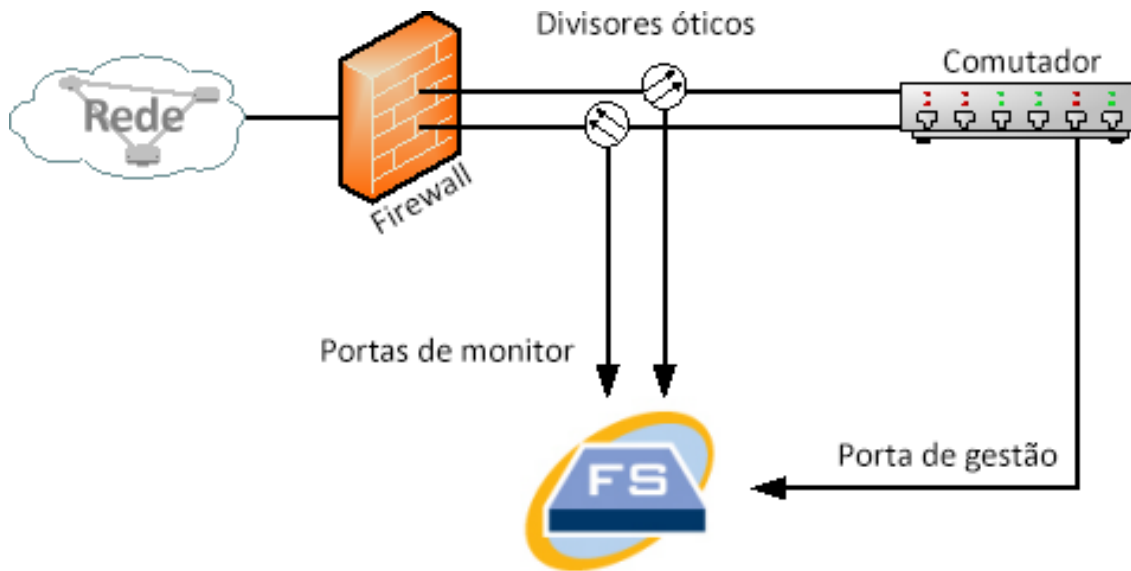 Divisores óticos
Comutador
Rede
Firewall
Portas de monitor
Porta de gestão
FS